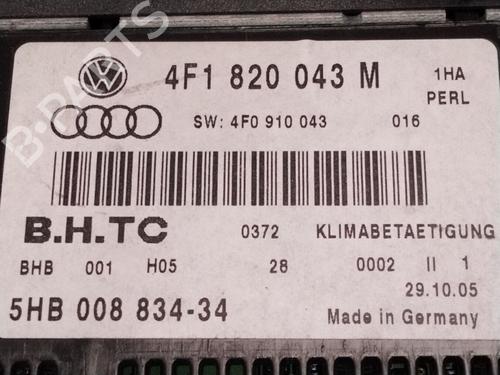 4F1 820 043 M 1HA
PERL
SW: 4F0 910 043 016
B.H.TC 0372 KLIMABETAETIGUNG
BHB 001 H05 28 0002 II 1
29.10.05
5HB 008 834-34 Made in Germany
B-PARTS